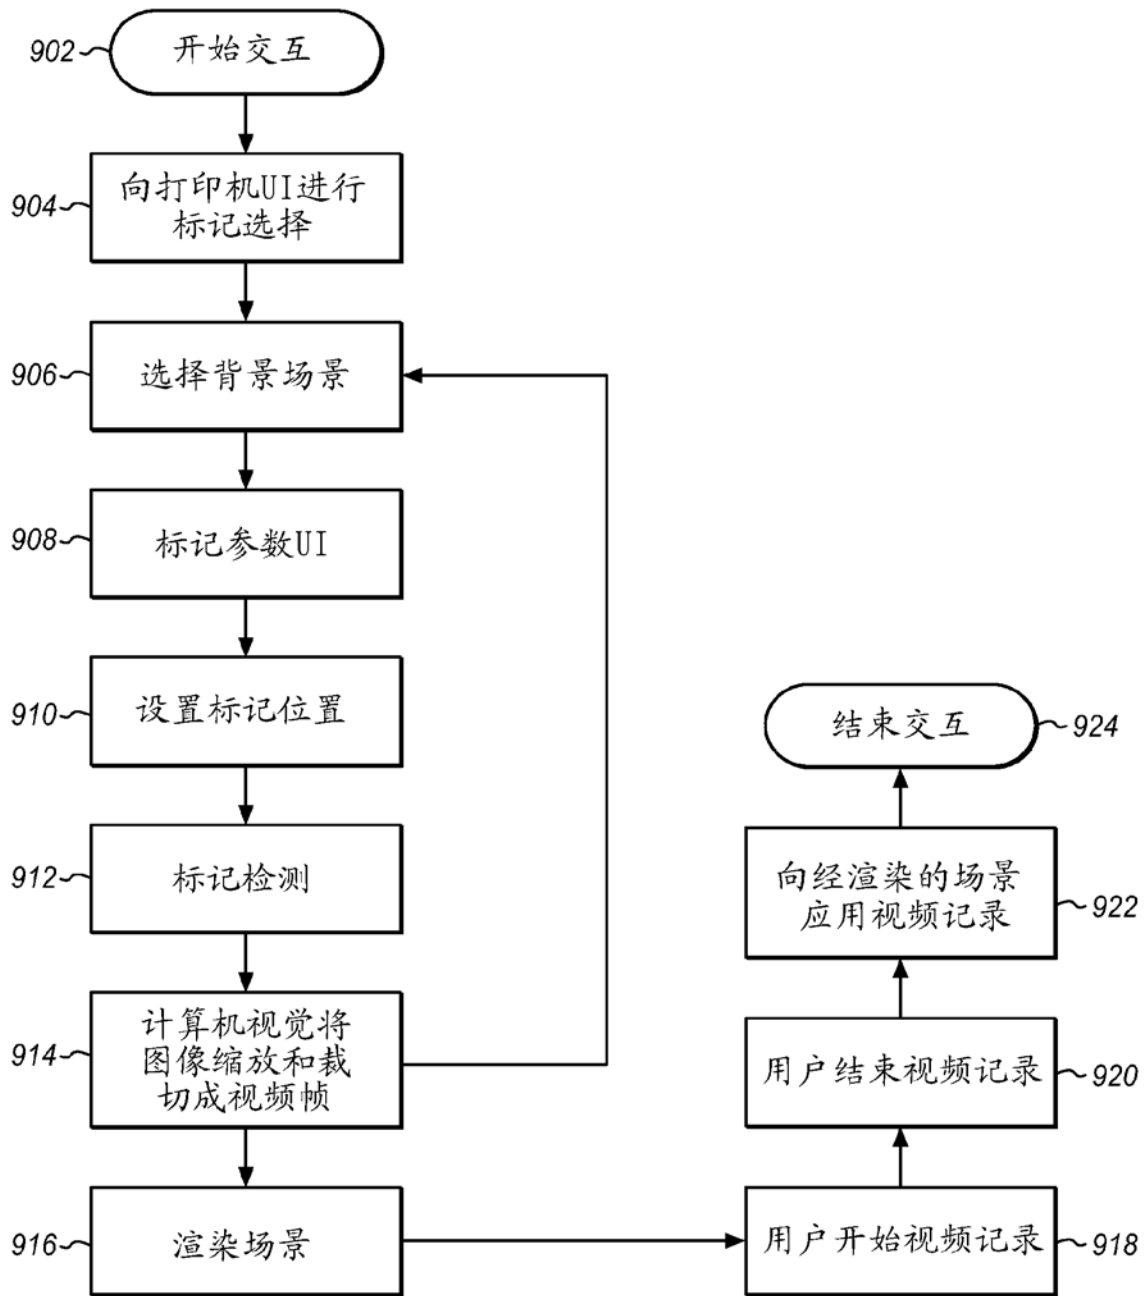 902
开始交互
904
向打印机UI进行
标记选择
906
选择背景场景
908
标记参数UI
910
设置标记位置
912
标记检测
914
计算机视觉将
图像缩放和裁
切成视频帧
916
渲染场景
用户开始视频记录
918
用户结束视频记录
920
向经渲染的场景
应用视频记录
922
结束交互
924